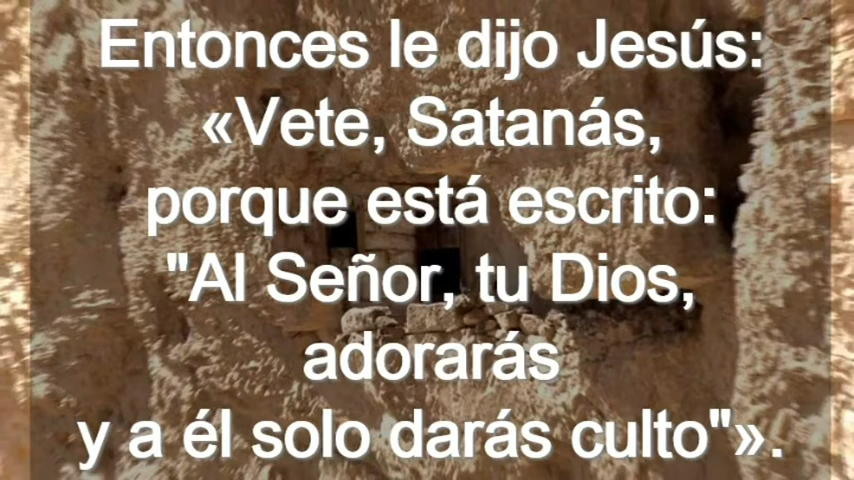 Entonces le dijo Jesús:
«Vete, Satanás,
porque está escrito:
"Al Señor, tu Dios,
adorarás
y a él solo darás culto"».